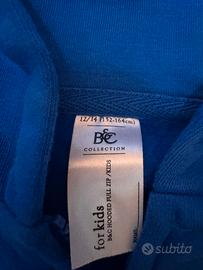 12/14 (152-164cm)
B&C
COLLECTION
for kids
B&C HOODED FULL ZIP /KIDS
subito